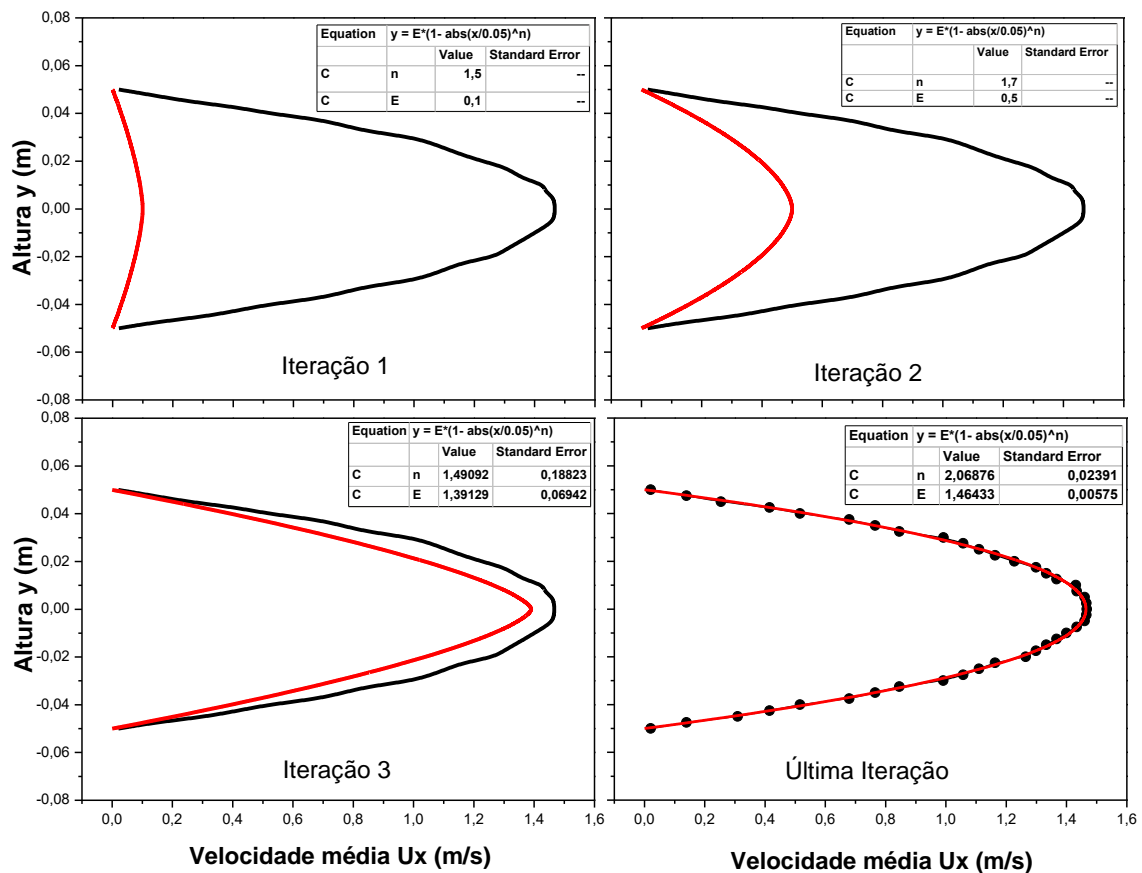 Equation y = E*(1- abs(x/0.05)^n)
Value Standard Error
C n 1,5 --
C E 0,1 --
0,08
0,06
0,04
0,02
0,00
-0,02
-0,04
-0,06
-0,08
Altura y (m)
Iteração 1
Equation y = E*(1- abs(x/0.05)^n)
Value Standard Error
C n 1,7 --
C E 0,5 --
Iteração 2
Equation y = E*(1- abs(x/0.05)^n)
Value Standard Error
C n 1,49092 0,18823
C E 1,39129 0,06942
0,08
0,06
0,04
0,02
0,00
-0,02
-0,04
-0,06
-0,08
Altura y (m)
Iteração 3
0,0 0,2 0,4 0,6 0,8 1,0 1,2 1,4 1,6
Velocidade média Ux (m/s)
Equation y = E*(1- abs(x/0.05)^n)
Value Standard Error
C n 2,06876 0,02391
C E 1,46433 0,00575
Última Iteração
0,0 0,2 0,4 0,6 0,8 1,0 1,2 1,4 1,6
Velocidade média Ux (m/s)